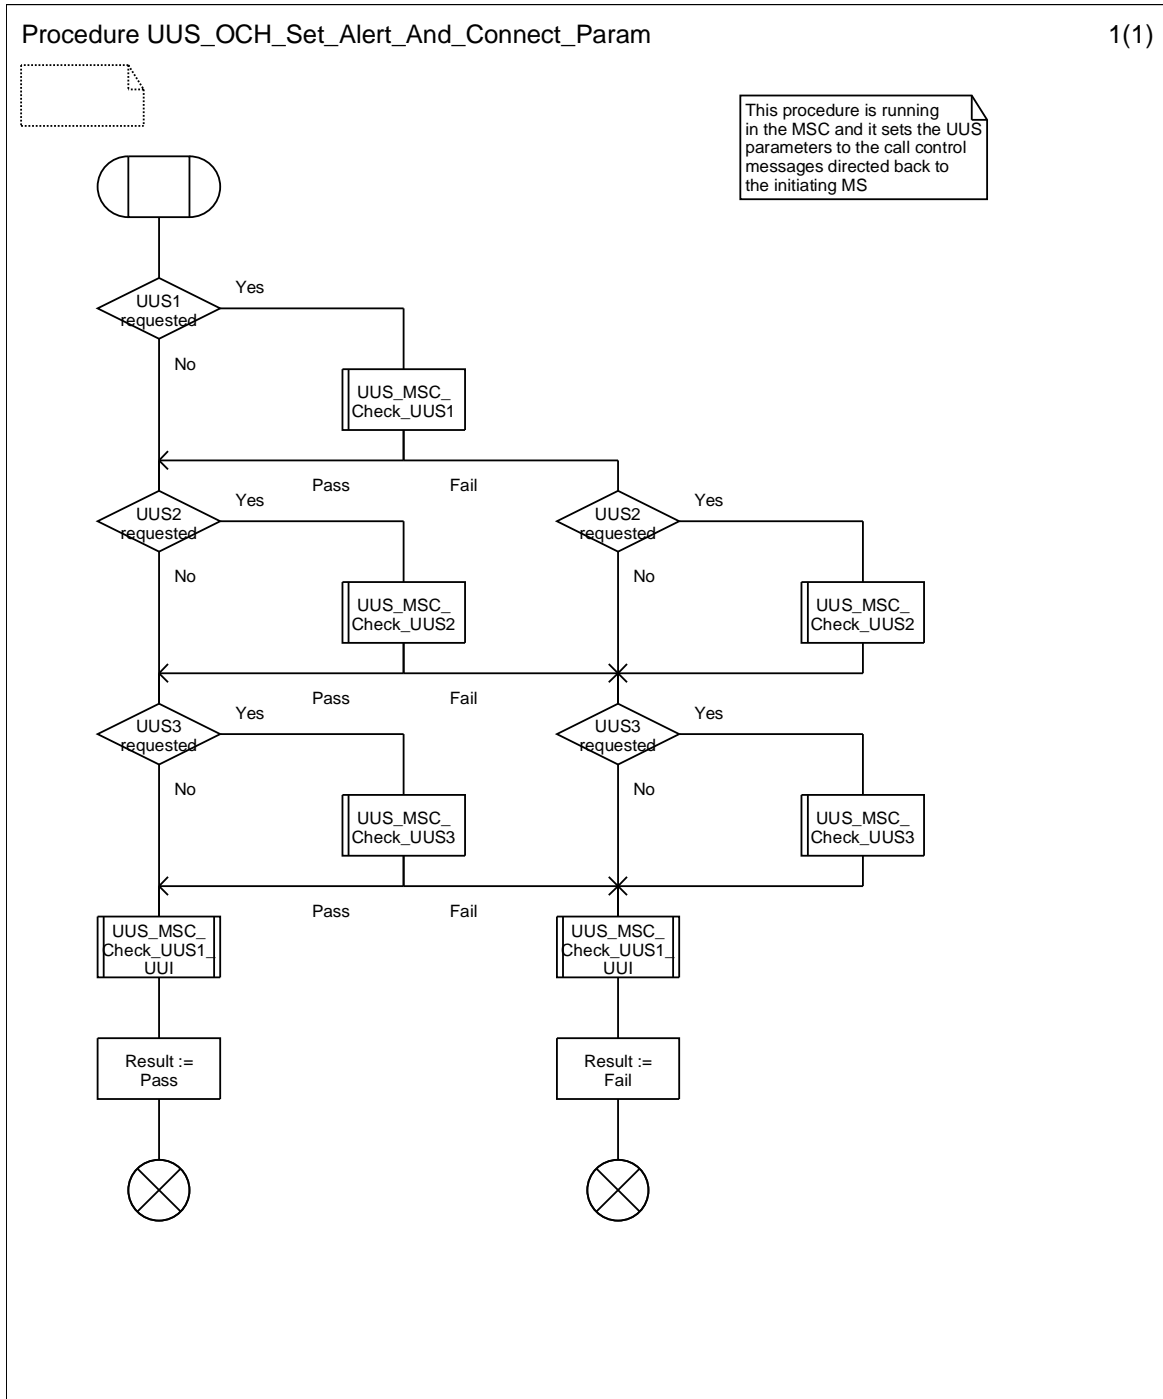 Procedure UUS_OCH_Set_Alert_And_Connect_Param
1(1)
This procedure is running
in the MSC and it sets the UUS
parameters to the call control
messages directed back to
the initiating MS
UUS1
requested
Yes
No
UUS_MSC_
Check_UUS1
Pass
Fail
UUS2
requested
Yes
No
UUS_MSC_
Check_UUS2
UUS2
requested
Yes
No
UUS_MSC_
Check_UUS2
Pass
Fail
UUS3
requested
Yes
No
UUS_MSC_
Check_UUS3
UUS3
requested
Yes
No
UUS_MSC_
Check_UUS3
Pass
Fail
UUS_MSC_
Check_UUS1_
UUI
UUS_MSC_
Check_UUS1_
UUI
Result :=
Pass
Result :=
Fail